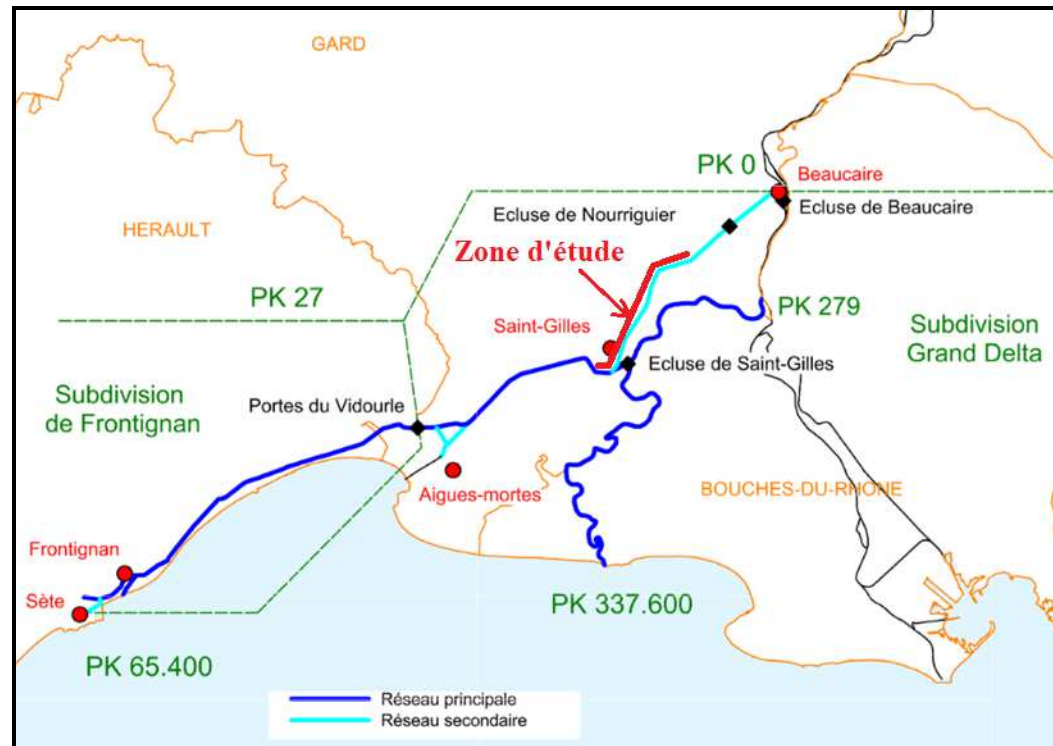 GARD
PK 0
Beaucaire
Ecluse de Nourriguier
Ecluse de Beaucaire
HERAULT
Zone d'étude
PK 27
PK 279
Saint-Gilles
Subdivision
Grand Delta
Ecluse de Saint-Gilles
Subdivision
de Frontignan
Portes du Vidourle
Aigues-mortes
BOUCHES-DU-RHONE
Frontignan
Sète
PK 337.600
PK 65.400
Réseau principale
Réseau secondaire